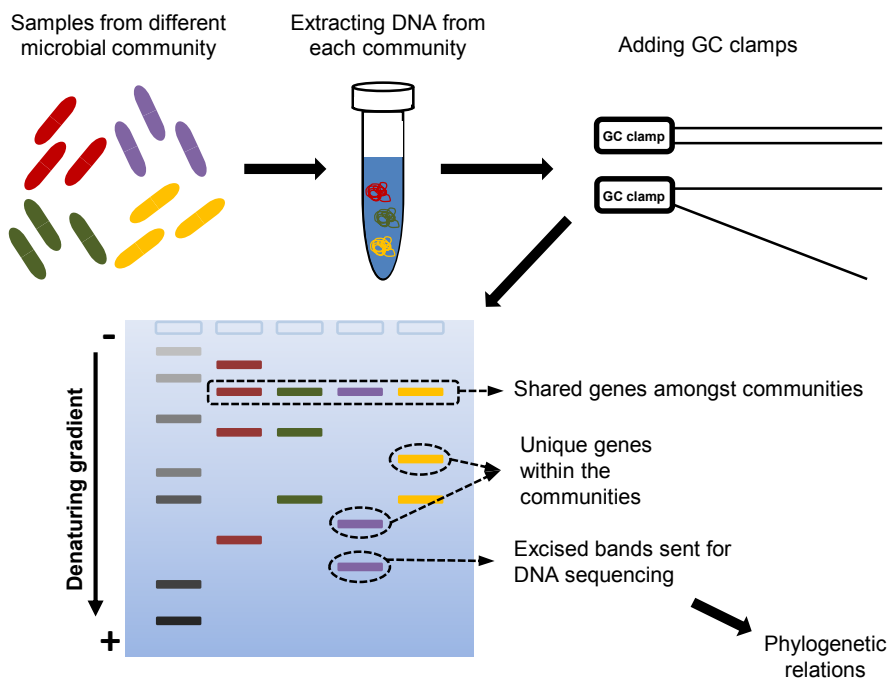 Samples from different
microbial community
Extracting DNA from
each community
Adding GC clamps
GC clamp
GC clamp
-
Denaturing gradient
+
Shared genes amongst communities
Unique genes
within the
communities
Excised bands sent for
DNA sequencing
Phylogenetic
relations